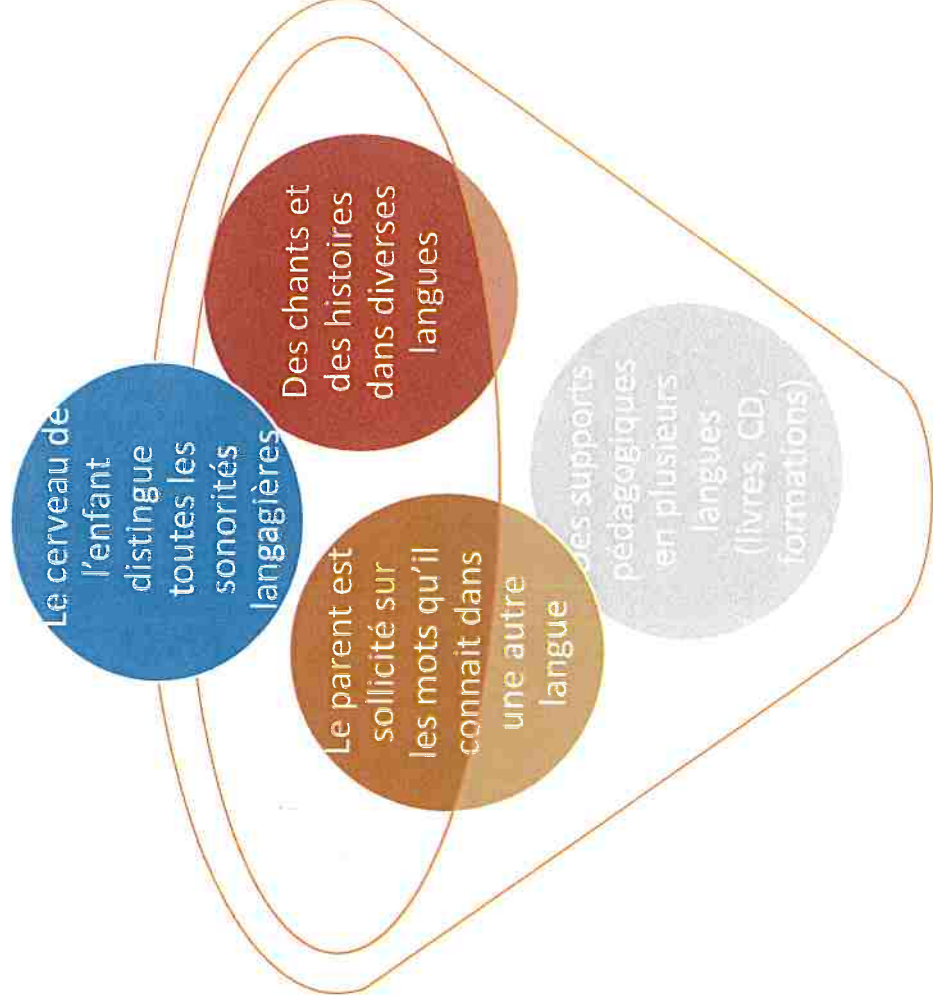 Le cerveau de
l'enfant
distingue
toutes les
sonorités
langagières
Des chants et
des histoires
dans diverses
langues
Le parent est
sollicité sur
les mots qu'il
connait dans
une autre
langue
Des supports
pédagogiques
en plusieurs
langues
(livres, CD,
formations)